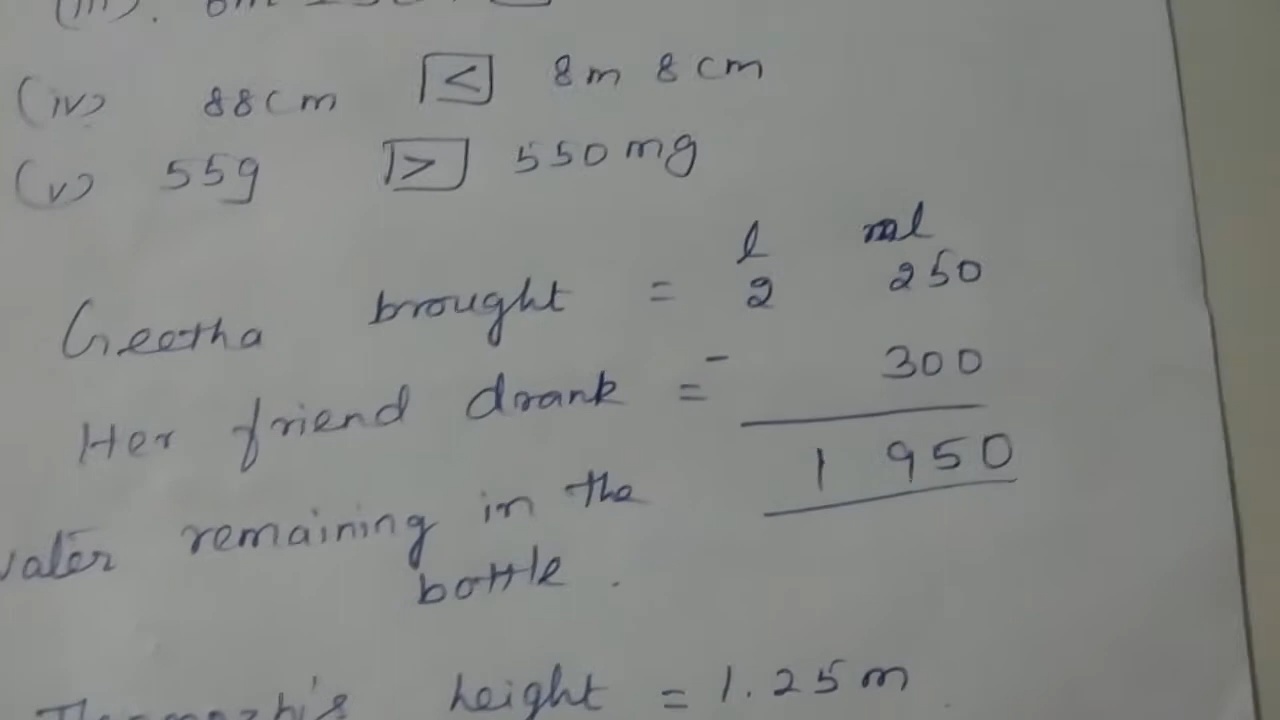 (iv) 88cm < 8m 8cm
(v) 55g > 550mg
l ml
Geetha brought = 2 250
Her friend drank = - 300
1 950
remaining in the
bottle.
height = 1.25m